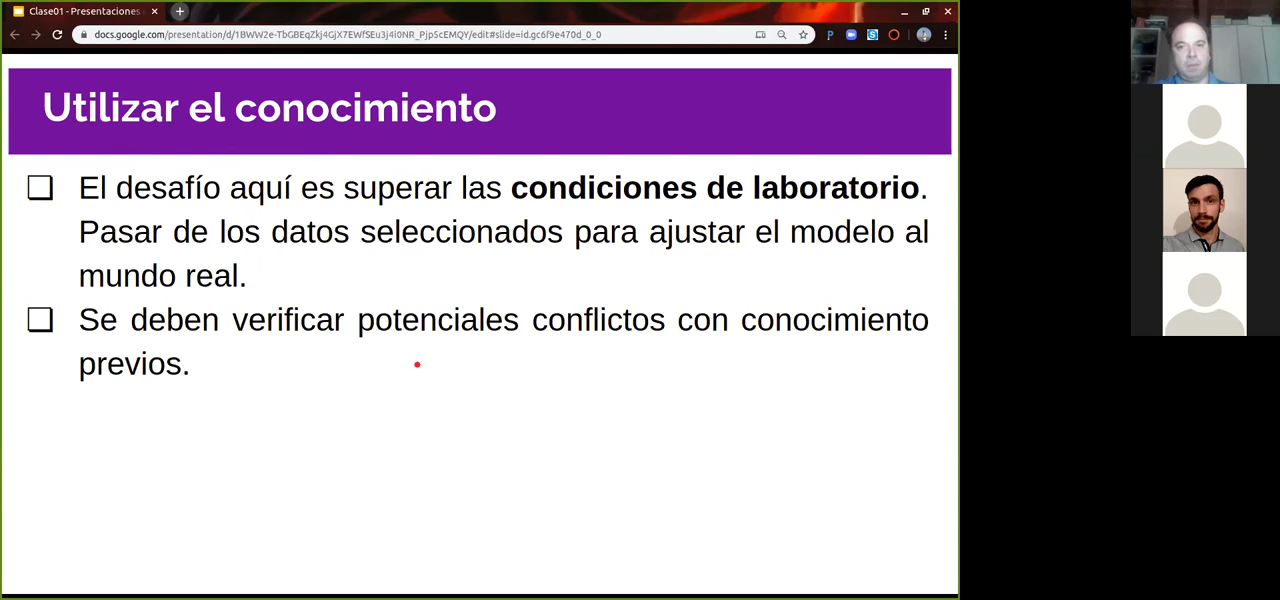 Clase01 - Presentaciones
docs.google.com/presentation/d/1BWW2e-TbGBEqZkj4GJX7EWfSEu3j4i0NR_PjpScEMQY/edit#slide=id.gc6f9e470d_0_0
Utilizar el conocimiento
El desafío aquí es superar las condiciones de laboratorio.
Pasar de los datos seleccionados para ajustar el modelo al
mundo real.
Se deben verificar potenciales conflictos con conocimiento
previos.